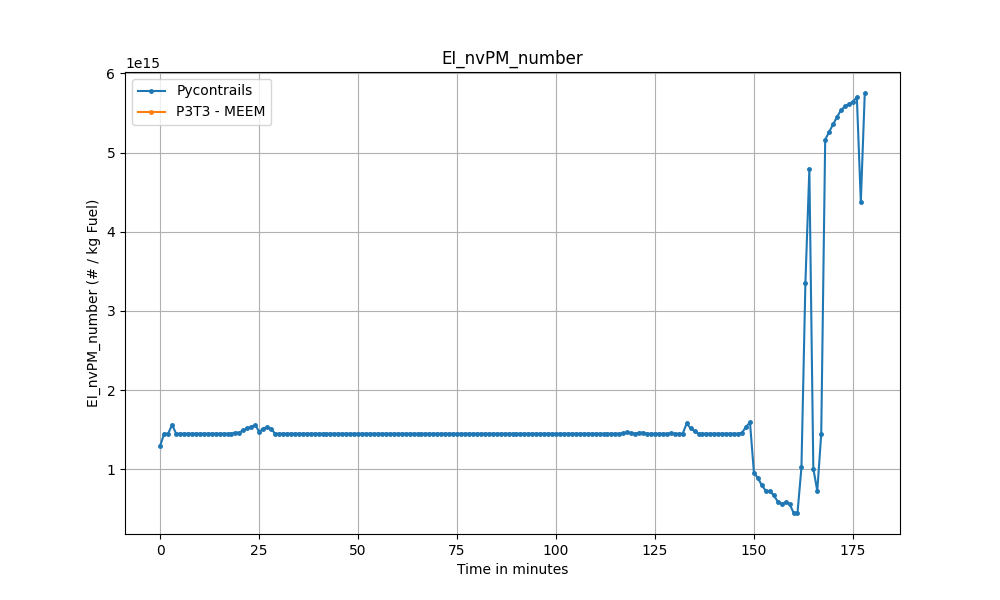 EI_nvPM_number
1e15
Pycontrails
P3T3 - MEEM
6
5
4
3
2
1
EI_nvPM_number (# / kg Fuel)
0 25 50 75 100 125 150 175
Time in minutes